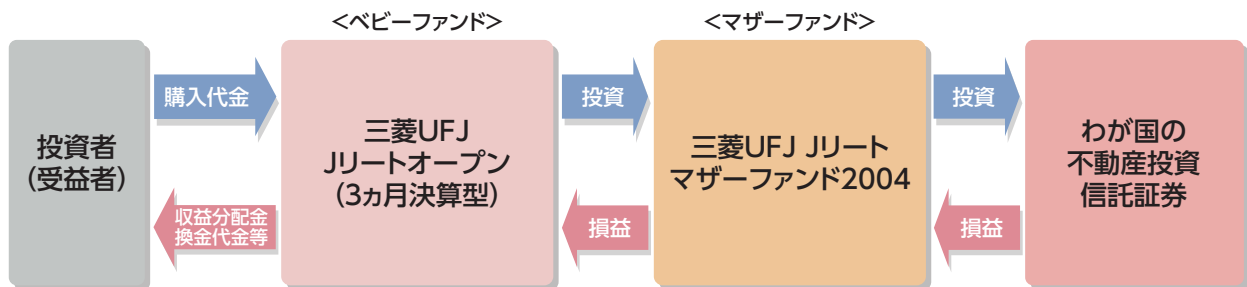 <ベビーファンド>
<マザーファンド>
投資者
(受益者)
購入代金
収益分配金
換金代金等
三菱UFJ
Jリートオープン
(3ヵ月決算型)
投資
損益
三菱UFJ Jリート
マザーファンド2004
投資
損益
わが国の
不動産投資
信託証券